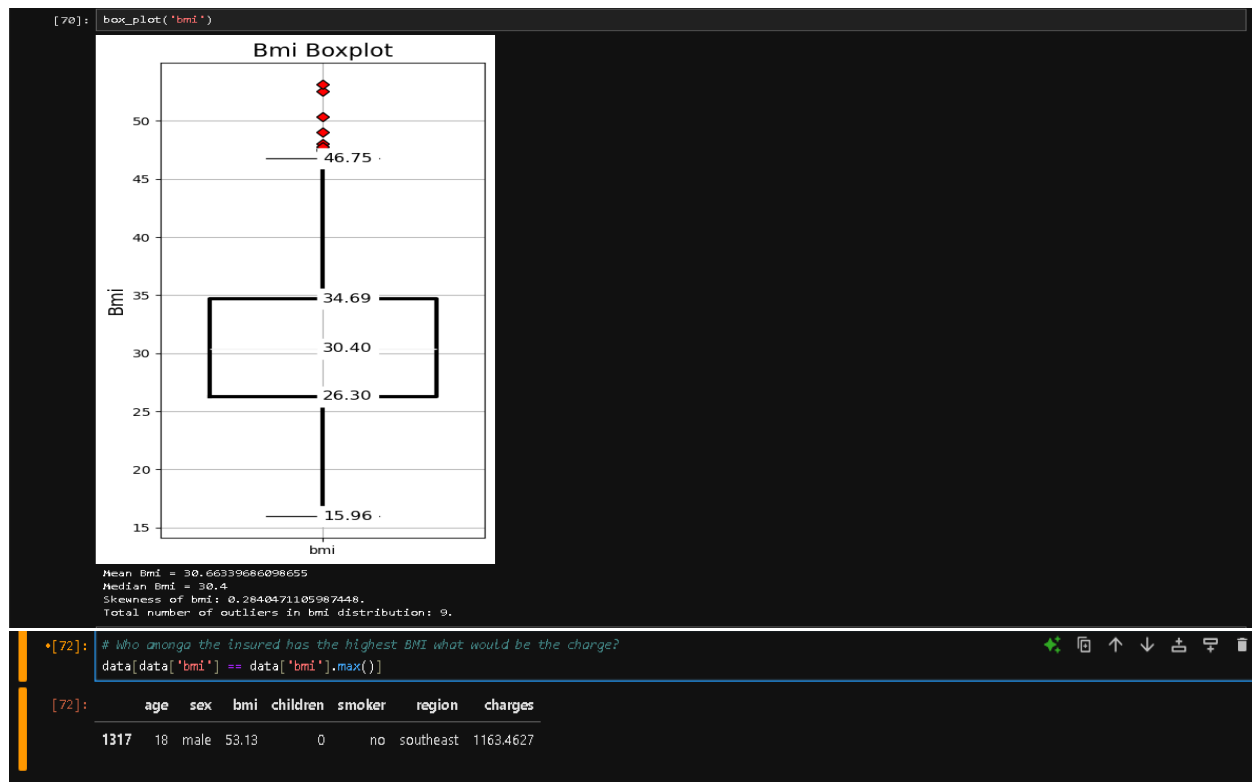 [70]: box_plot('bmi')
Bmi Boxplot
50
46.75
45
40
Bmi
35
34.69
30.40
30
26.30
25
20
15.96
15
bmi
Mean Bmi = 30.66339686098655
Median Bmi = 30.4
Skewness of bmi: 0.2840471105987448.
Total number of outliers in bmi distribution: 9.
[72]: # Who amonga the insured has the highest BMI what would be the charge?
data[data['bmi'] == data['bmi'].max()]
[72]: age sex bmi children smoker region charges
1317 18 male 53.13 0 no southeast 1163.4627